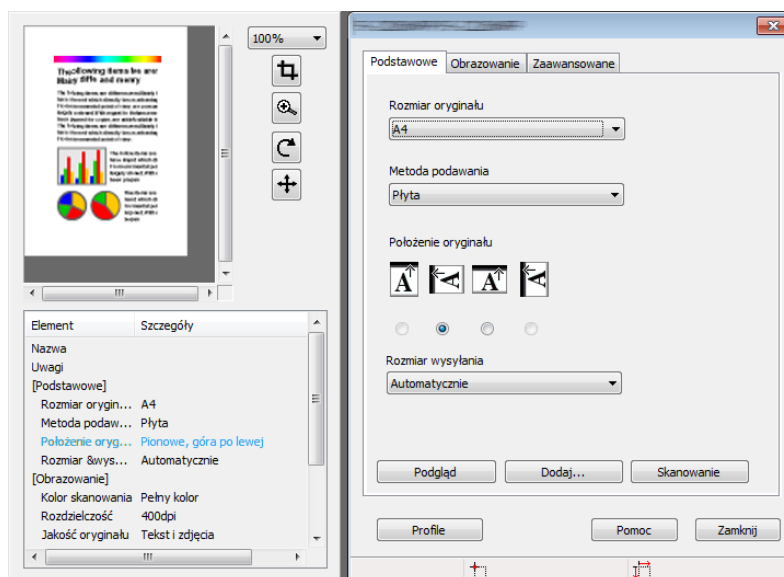 100%
Element Szczegóły
Nazwa
Uwagi
[Podstawowe]
Rozmiar orygin... A4
Metoda podaw... Płyta
Położenie oryg... Pionowe, góra po lewej
Rozmiar &wys... Automatycznie
[Obrazowanie]
Kolor skanowania Pełny kolor
Rozdzielczość 400dpi
Jakość oryginału Tekst i zdjęcia
Podstawowe Obrazowanie Zaawansowane
Rozmiar oryginału
A4
Metoda podawania
Płyta
Położenie oryginału
A A A A
Rozmiar wysyłania
Automatycznie
Podgląd Dodaj... Skanowanie
Profile Pomoc Zamknij